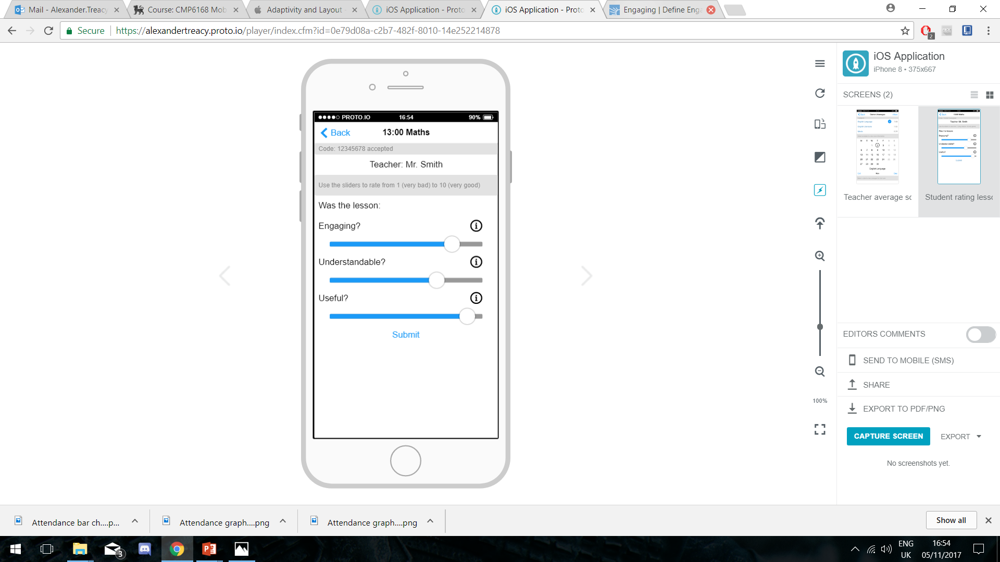 Mail - Alexander.Treacy
Course: CMP6168 Mob
Adaptivity and Layout -
iOS Application - Proto
iOS Application - Proto
Engaging | Define Enga
Secure
https://alexandertreacy.proto.io/player/index.cfm?id=0e79d08a-c2b7-482f-8010-14e252214878
2
iOS Application
iPhone 8 • 375x667
SCREENS (2)
Teacher average sc
Student rating lesso
PROTO.IO 16:54 90%
Back 13:00 Maths
Code: 12345678 accepted
Teacher: Mr. Smith
Use the sliders to rate from 1 (very bad) to 10 (very good)
Was the lesson:
Engaging?
Understandable?
Useful?
Submit
100%
EDITORS COMMENTS
SEND TO MOBILE (SMS)
SHARE
EXPORT TO PDF/PNG
CAPTURE SCREEN EXPORT
No screenshots yet.
Attendance bar ch....p...
Attendance graph....png
Attendance graph....png
Show all
3
ENG
UK
16:54
05/11/2017